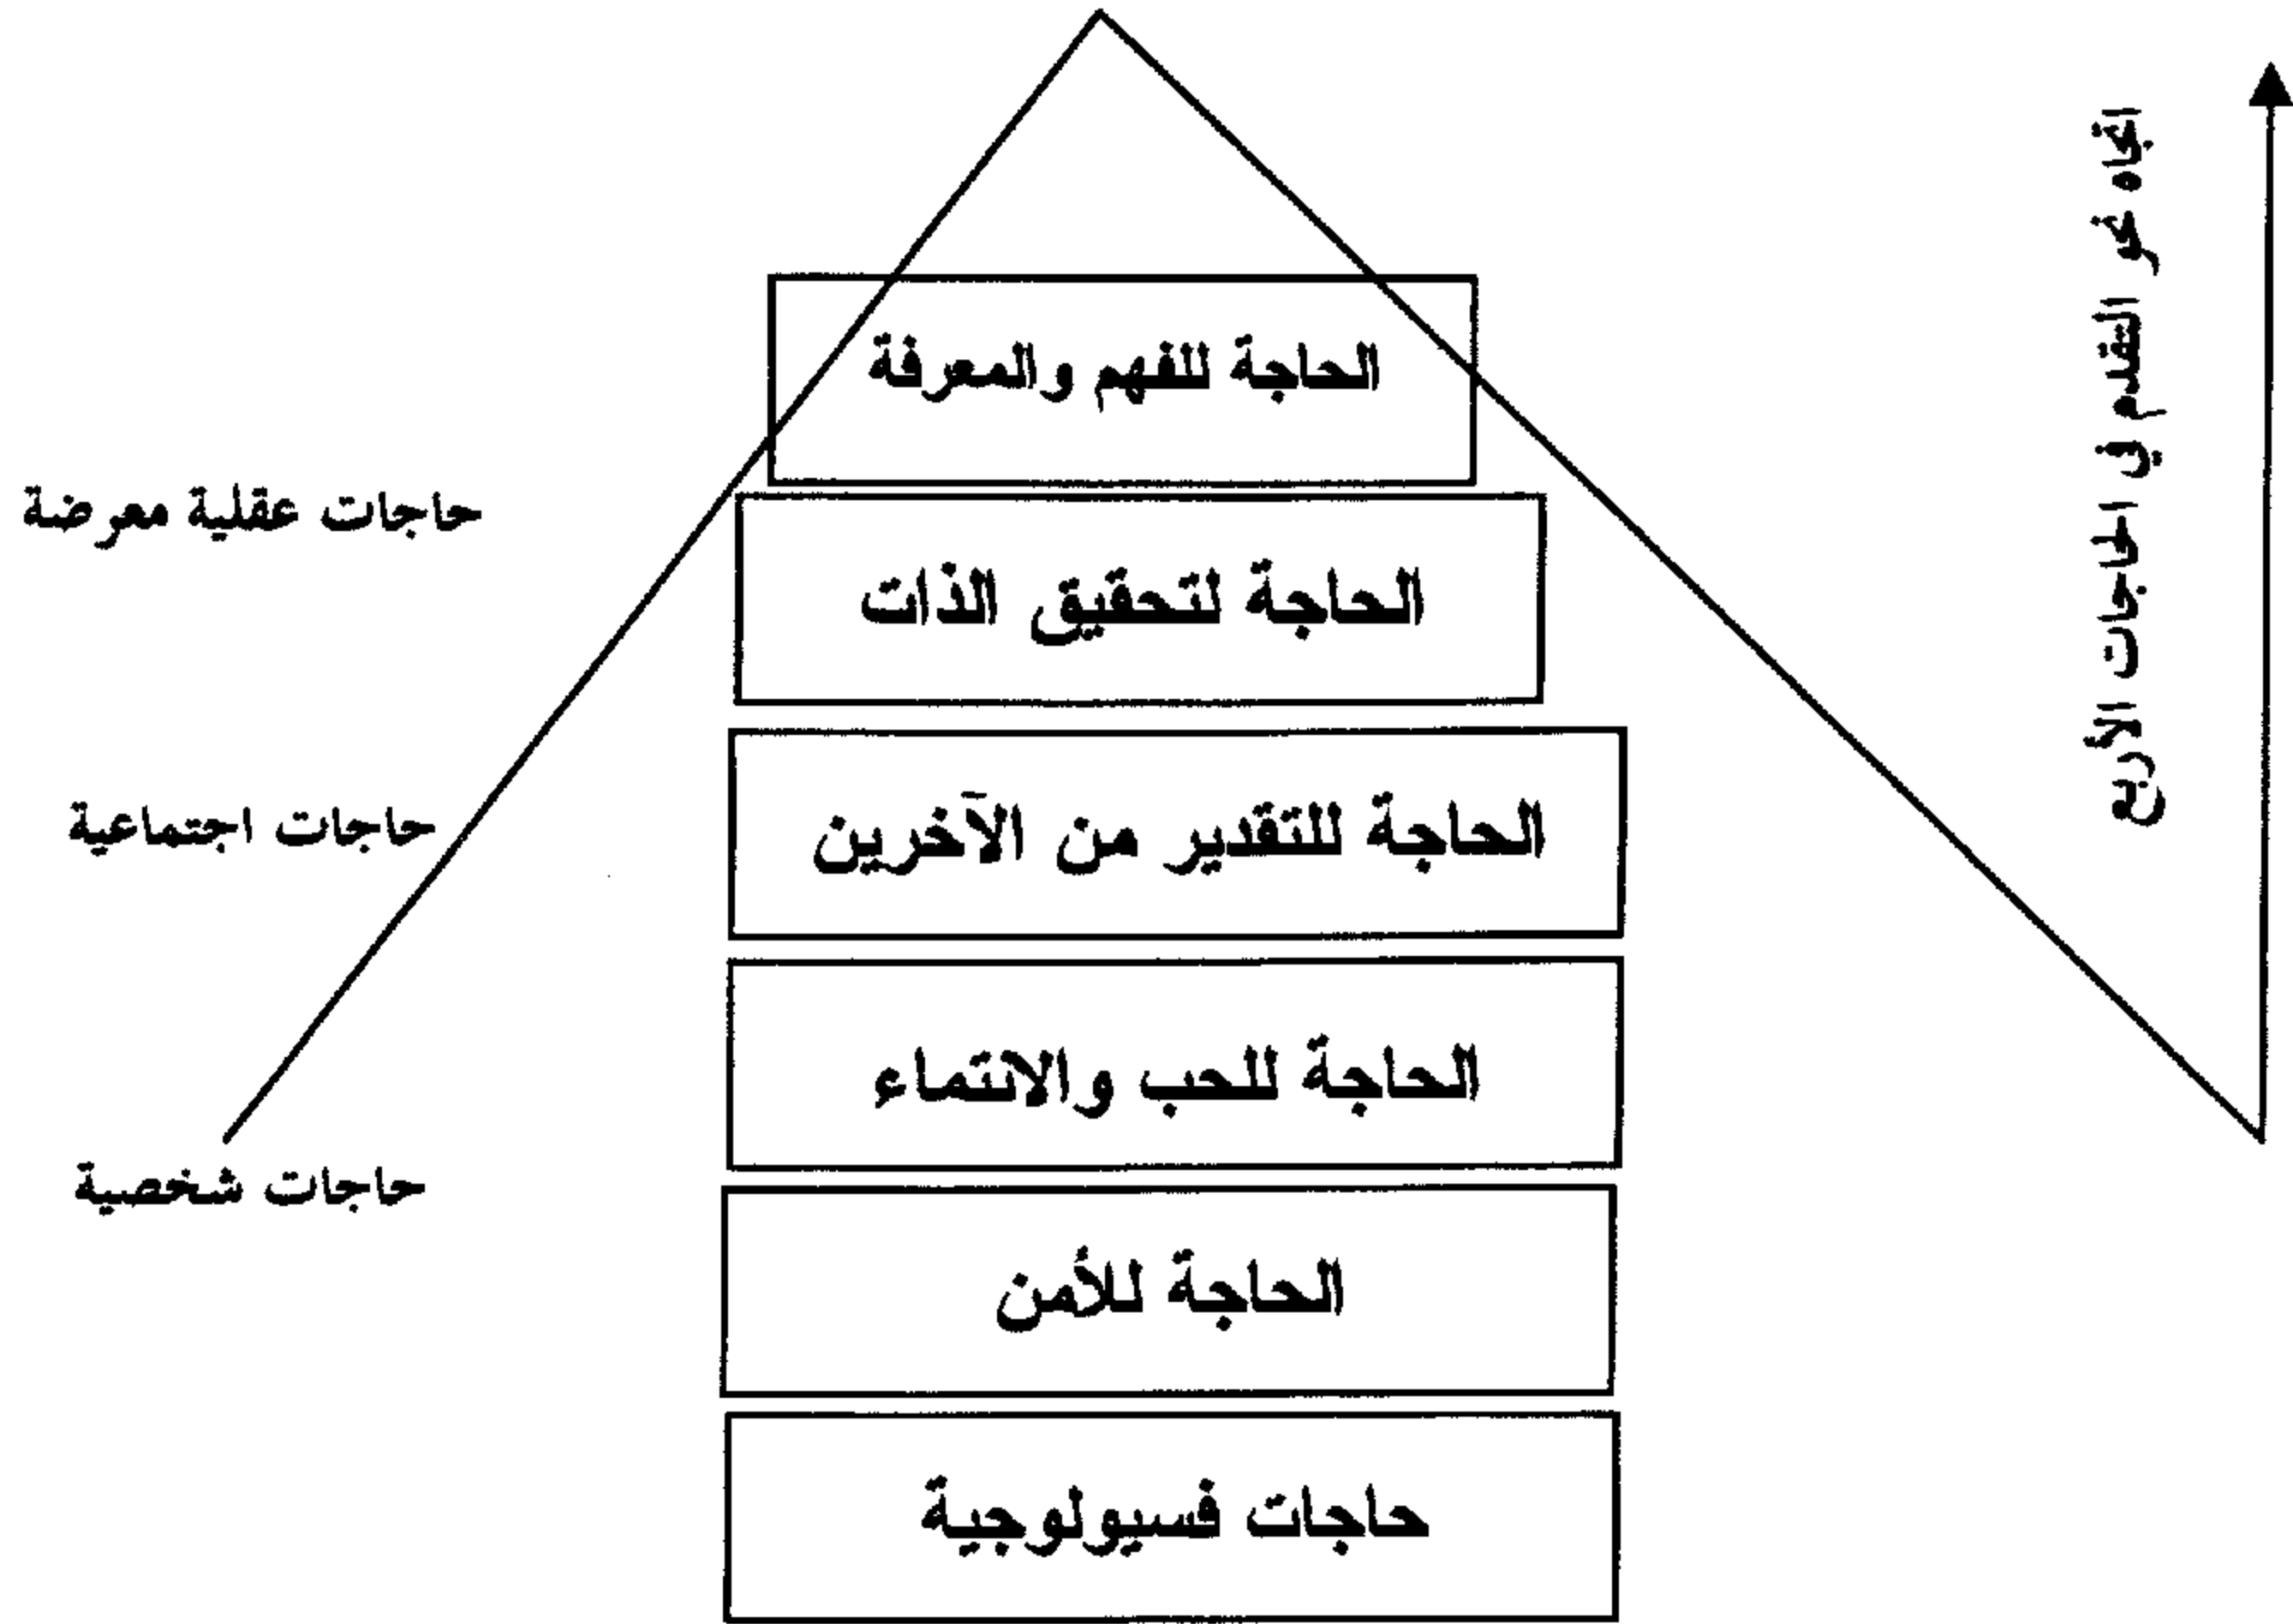 الحاجة للفهم والمعرفة
حاجات عقلية معرضة
الحاجة لتحقيق الذات
حاجات اجتماعية
الحاجة للتقدير من الآخرين
الحاجة للحب والانتماء
حاجات شخصية
الحاجة للأمن
حاجات فسيولوجية
اتجاه نحو التقدم في الحاجات الأربع